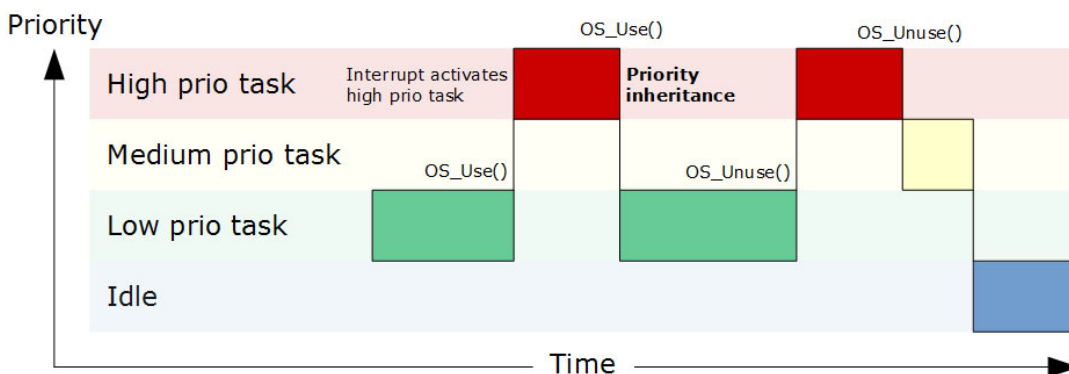 Priority
OS_Use()
OS_Unuse()
High prio task
Interrupt activates
high prio task
Priority
inheritance
Medium prio task
OS_Use()
OS_Unuse()
Low prio task
Idle
Time